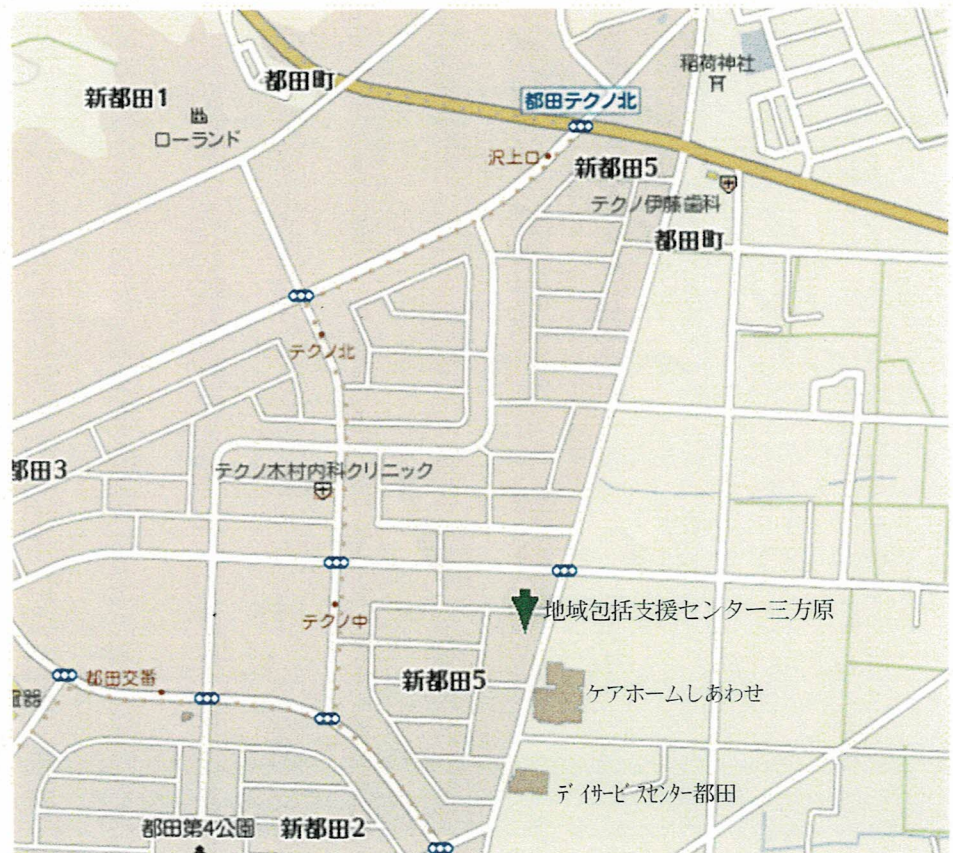 都田町
稲荷神社
新都田1
都田テクノ北
ローランド
沢上口
新都田5
テクノ伊藤歯科
都田町
テクノ北
都田3
テクノ木村内科クリニック
地域包括支援センター三方原
テクノ中
都田交番
新都田5
ケアホームしあわせ
デイサービスセンター都田
都田第4公園
新都田2